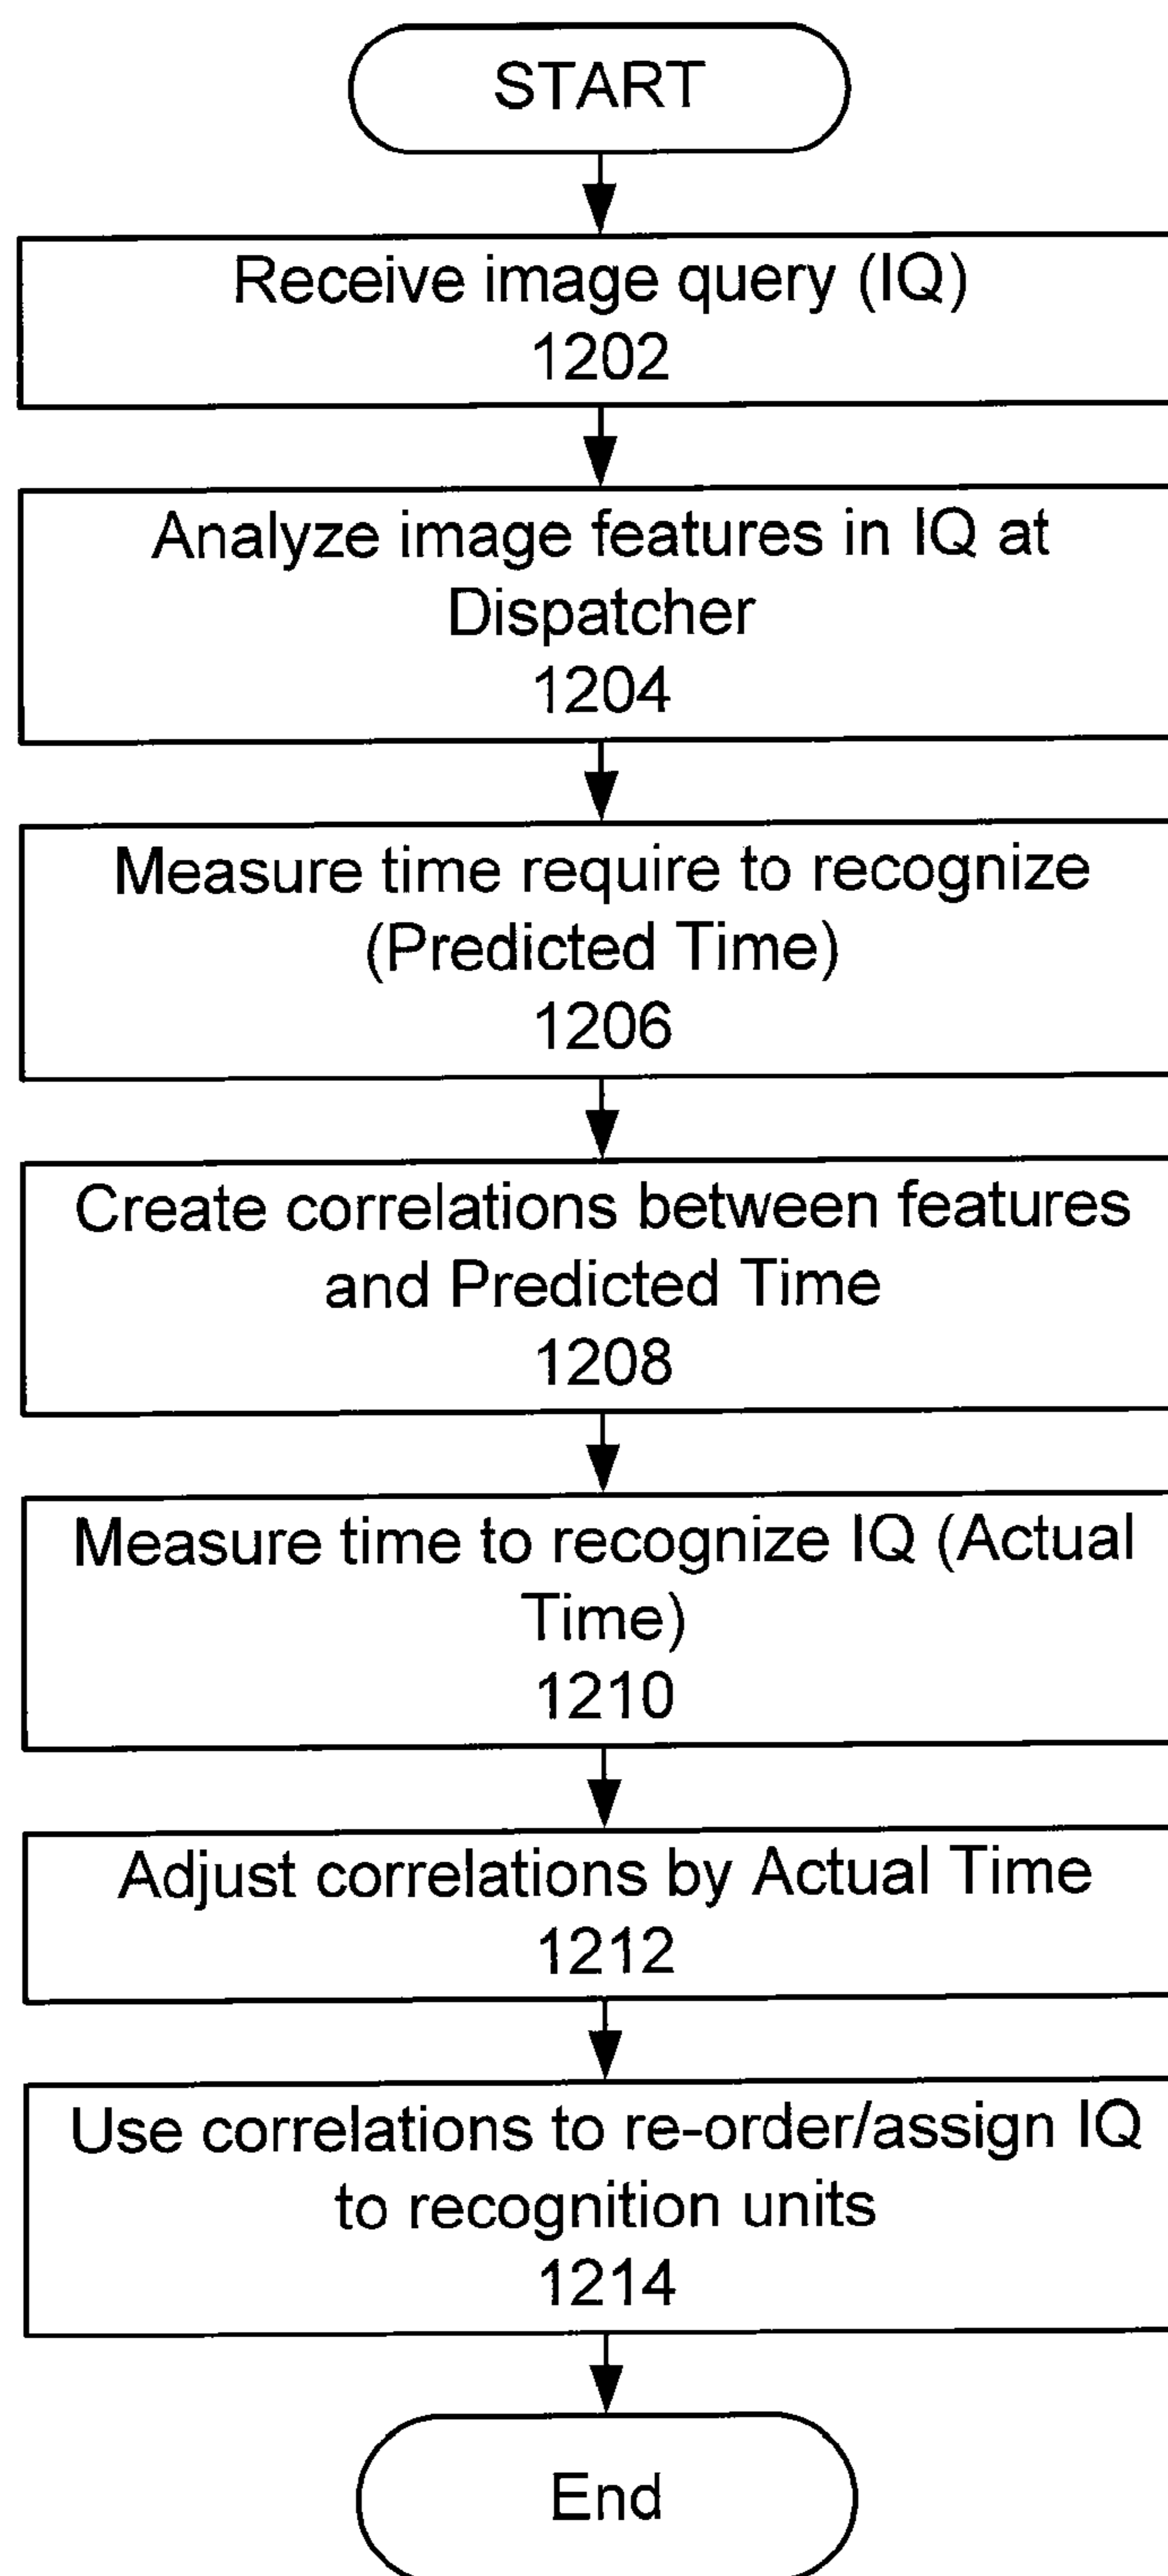 START
Receive image query (IQ)
1202
Analyze image features in IQ at
Dispatcher
1204
Measure time require to recognize
(Predicted Time)
1206
Create correlations between features
and Predicted Time
1208
Measure time to recognize IQ (Actual
Time)
1210
Adjust correlations by Actual Time
1212
Use correlations to re-order/assign IQ
to recognition units
1214
End